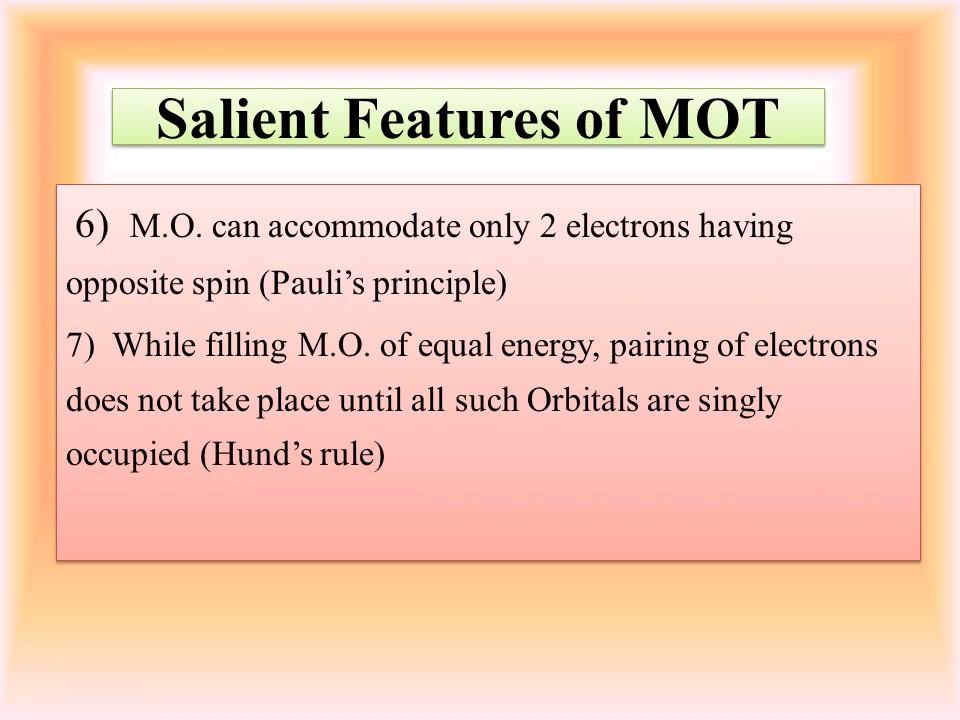 Salient Features of MOT
6) M.O. can accommodate only 2 electrons having
opposite spin (Pauli’s principle)
7) While filling M.O. of equal energy, pairing of electrons
does not take place until all such Orbitals are singly
occupied (Hund’s rule)